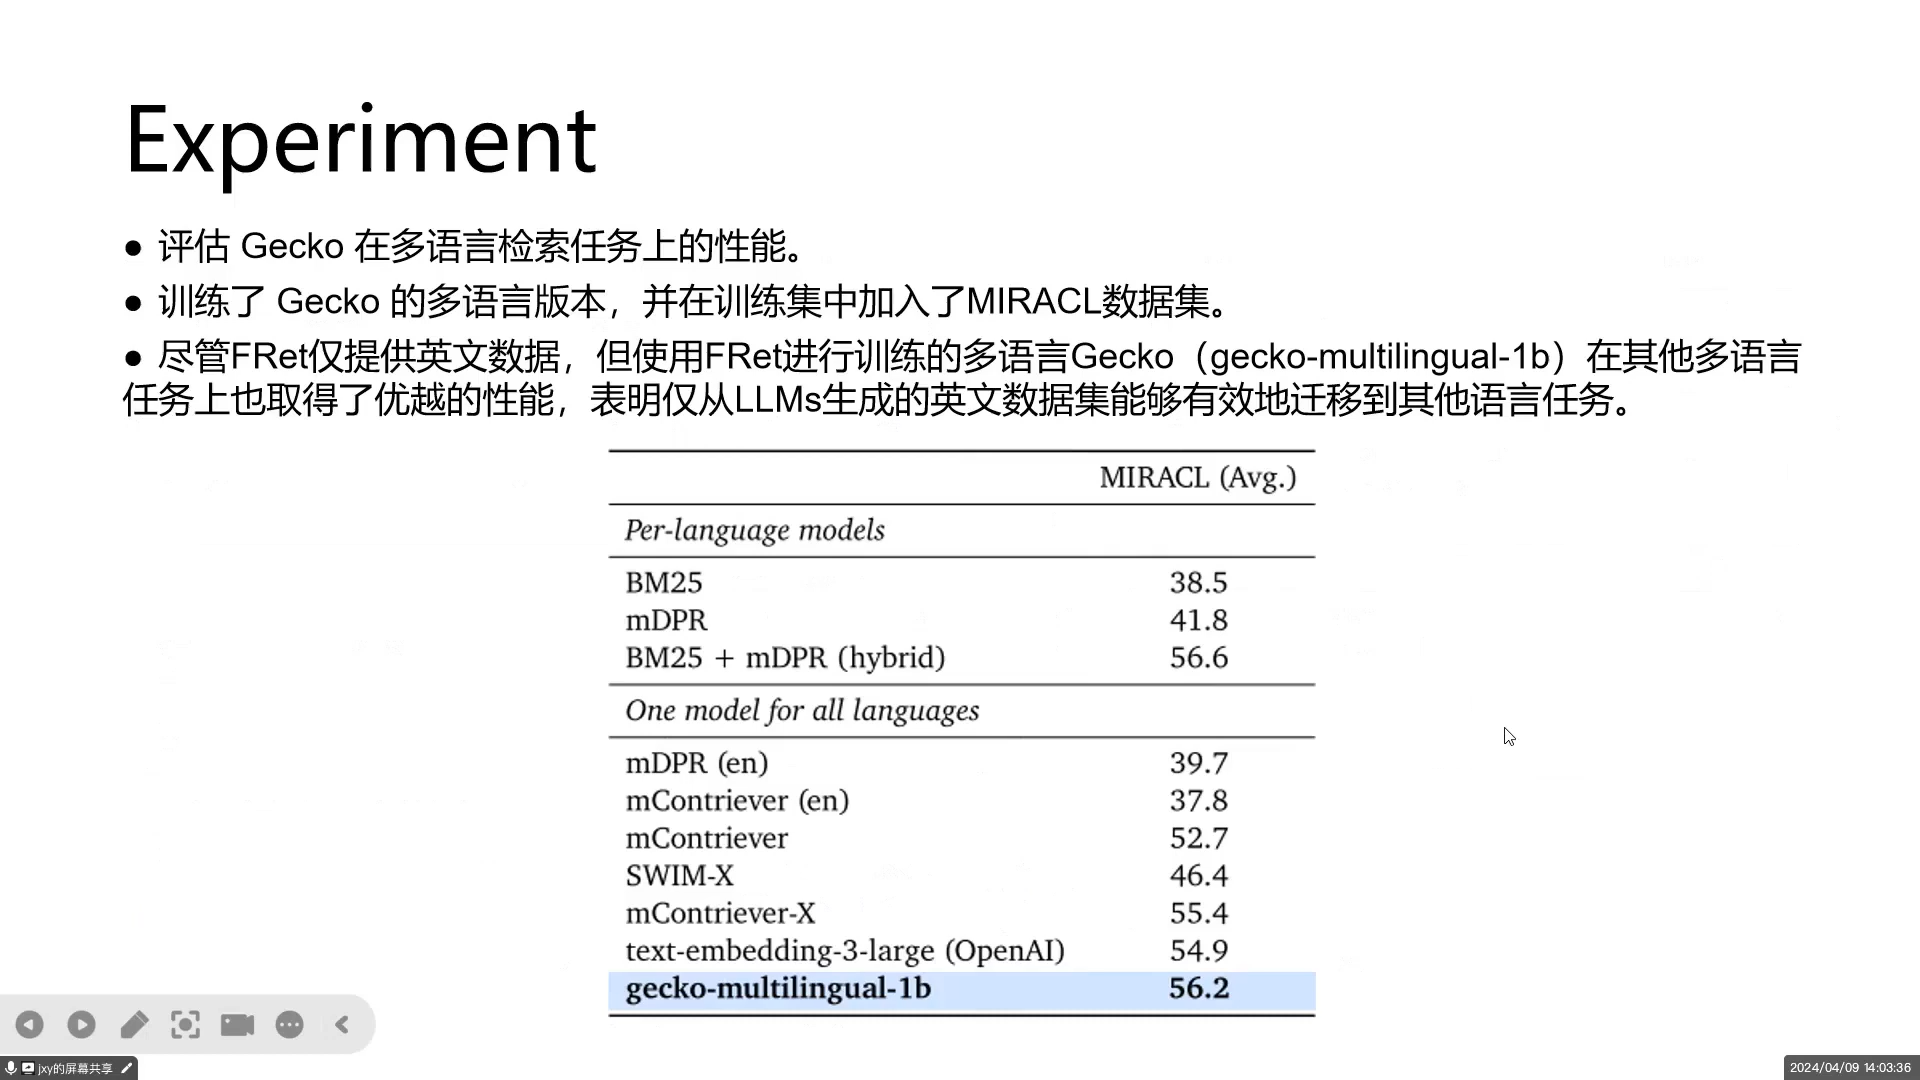 Experiment
● 评估 Gecko 在多语言检索任务上的性能。
● 训练了 Gecko 的多语言版本，并在训练集中加入了MIRACL数据集。
● 尽管FRet仅提供英文数据，但使用FRet进行训练的多语言Gecko（gecko-multilingual-1b）在其他多语言
任务上也取得了优越的性能，表明仅从LLMs生成的英文数据集能够有效地迁移到其他语言任务。
MIRACL (Avg.)
Per-language models
BM25 38.5
mDPR 41.8
BM25 + mDPR (hybrid) 56.6
One model for all languages
mDPR (en) 39.7
mContriever (en) 37.8
mContriever 52.7
SWIM-X 46.4
mContriever-X 55.4
text-embedding-3-large (OpenAI) 54.9
gecko-multilingual-1b 56.2
jxy的屏幕共享
2024/04/09 14:03:36